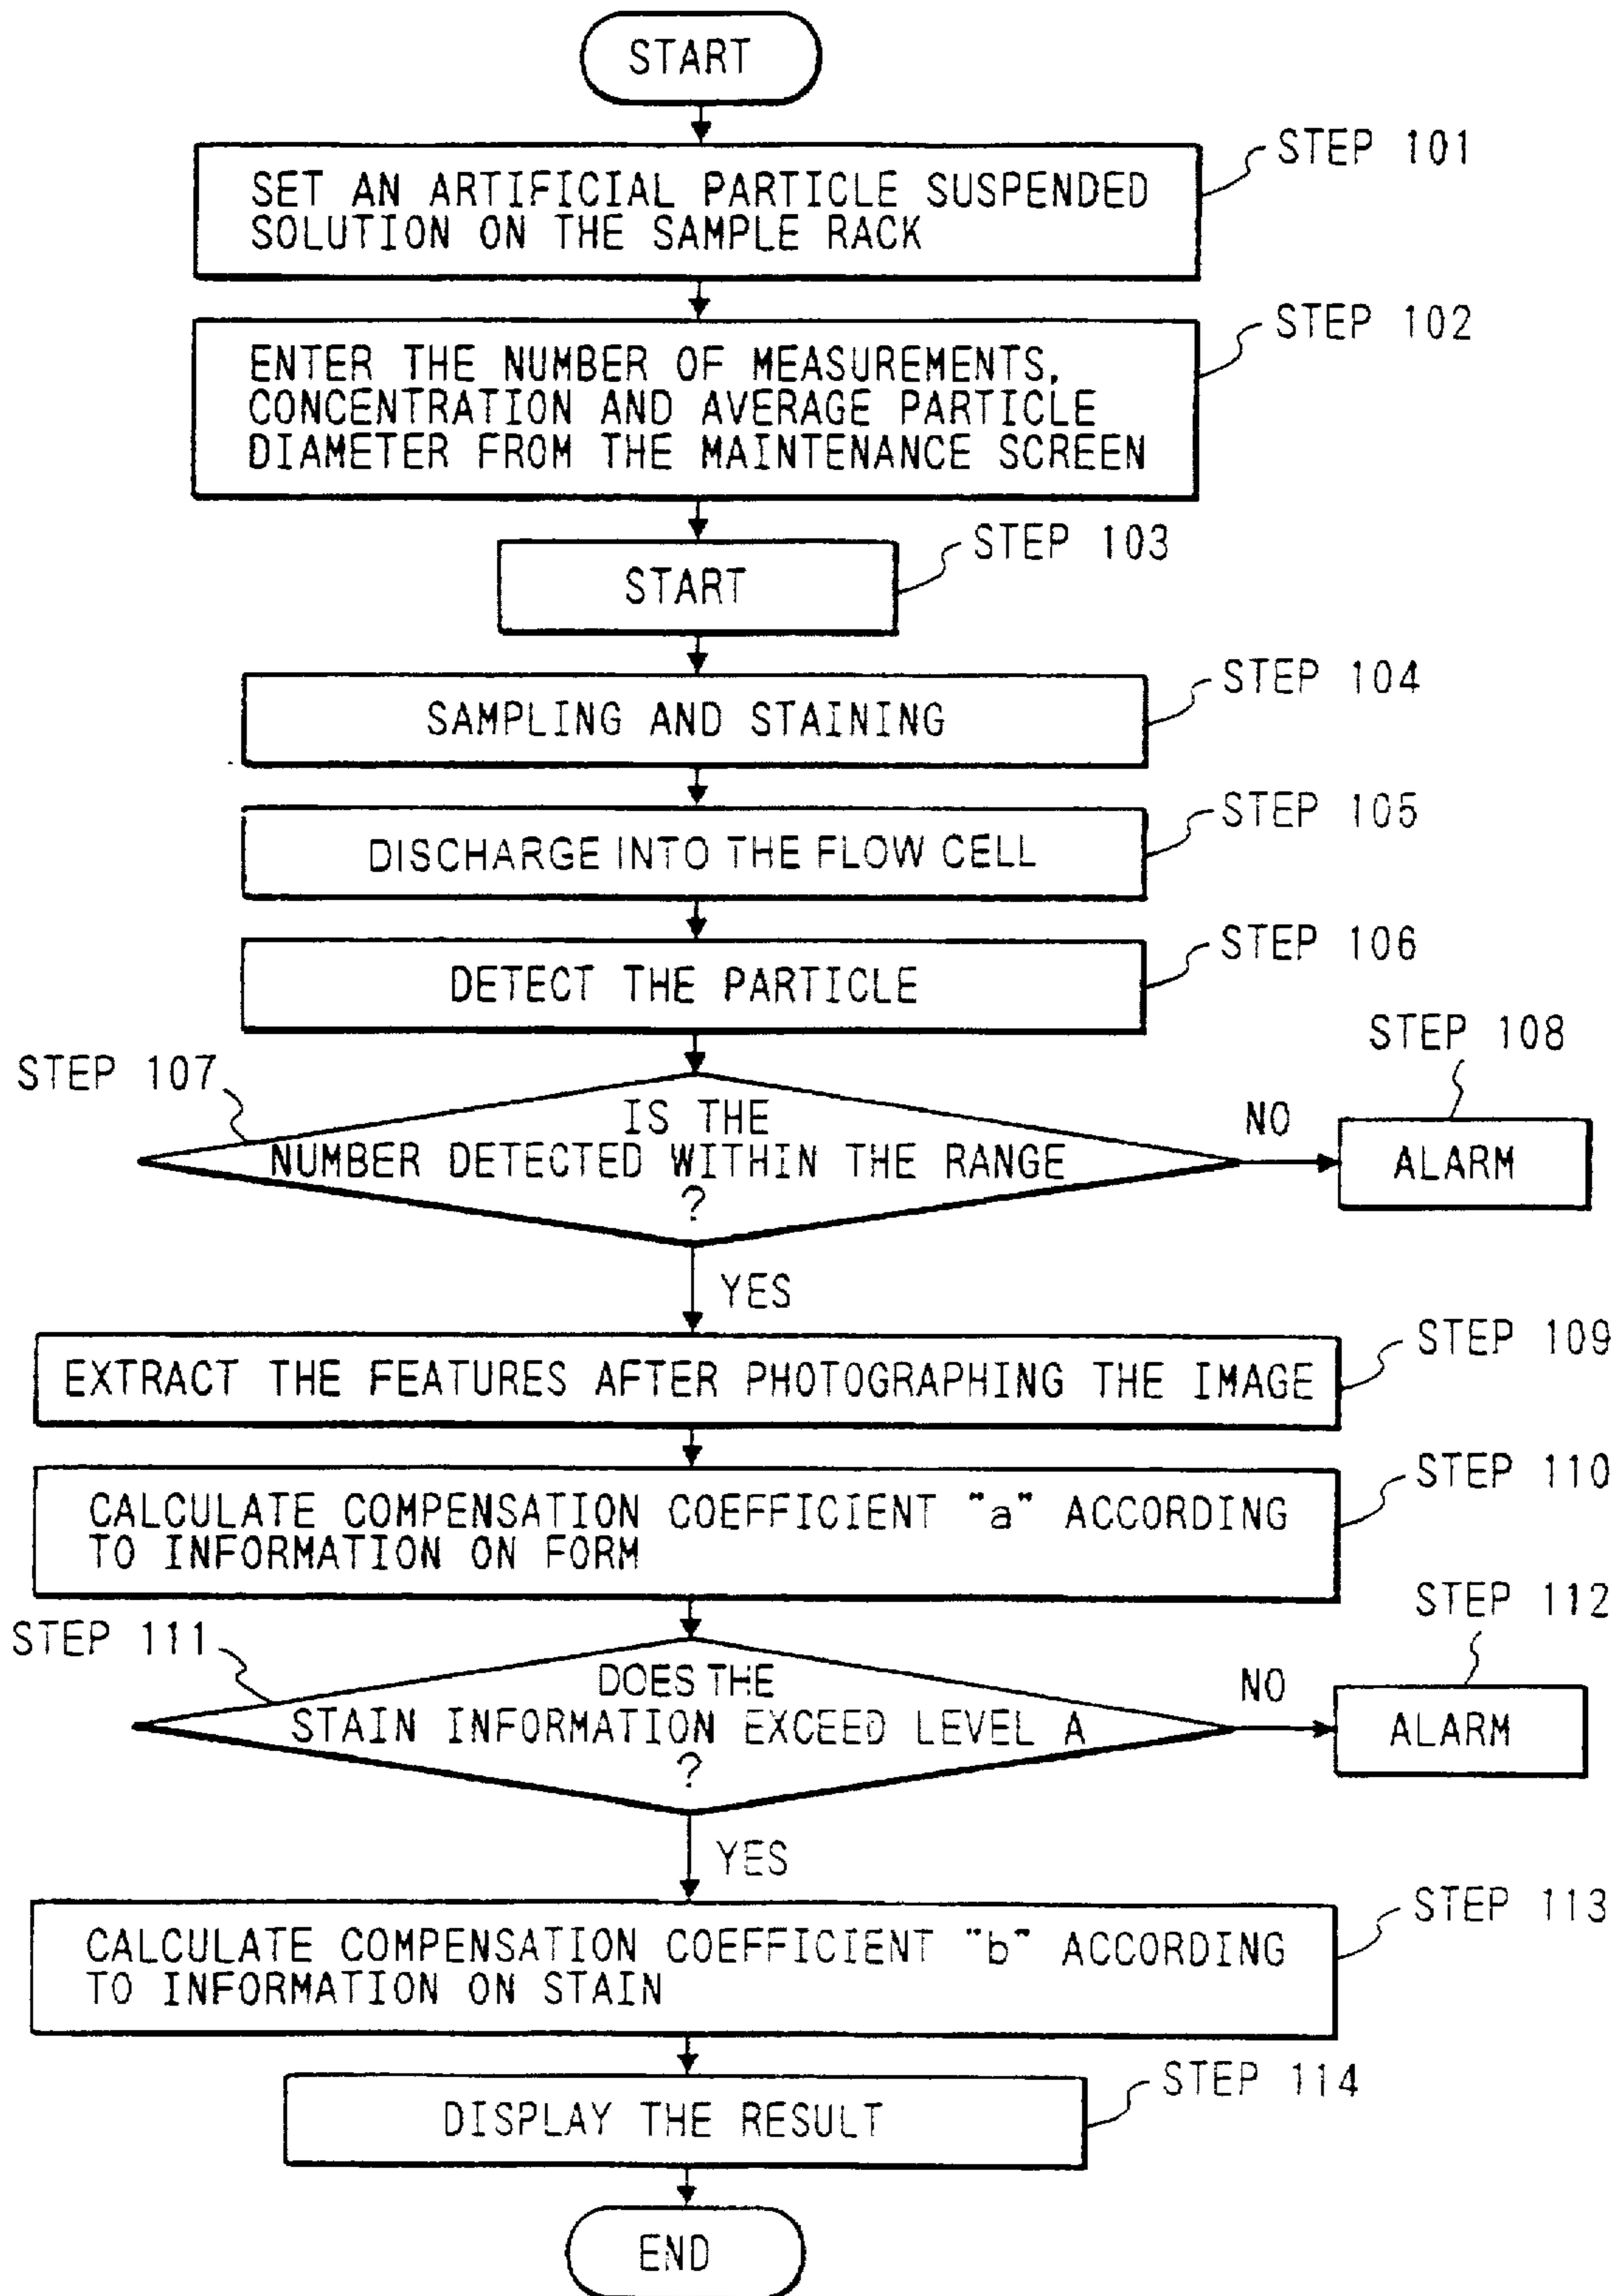 START
STEP 101
SET AN ARTIFICIAL PARTICLE SUSPENDED
SOLUTION ON THE SAMPLE RACK
STEP 102
ENTER THE NUMBER OF MEASUREMENTS,
CONCENTRATION AND AVERAGE PARTICLE
DIAMETER FROM THE MAINTENANCE SCREEN
STEP 103
START
STEP 104
SAMPLING AND STAINING
STEP 105
DISCHARGE INTO THE FLOW CELL
STEP 106
DETECT THE PARTICLE
STEP 107
IS THE
NUMBER DETECTED WITHIN THE RANGE
?
NO
STEP 108
ALARM
YES
STEP 109
EXTRACT THE FEATURES AFTER PHOTOGRAPHING THE IMAGE
STEP 110
CALCULATE COMPENSATION COEFFICIENT "a" ACCORDING
TO INFORMATION ON FORM
STEP 111
DOES THE
STAIN INFORMATION EXCEED LEVEL A
?
NO
STEP 112
ALARM
YES
STEP 113
CALCULATE COMPENSATION COEFFICIENT "b" ACCORDING
TO INFORMATION ON STAIN
STEP 114
DISPLAY THE RESULT
END